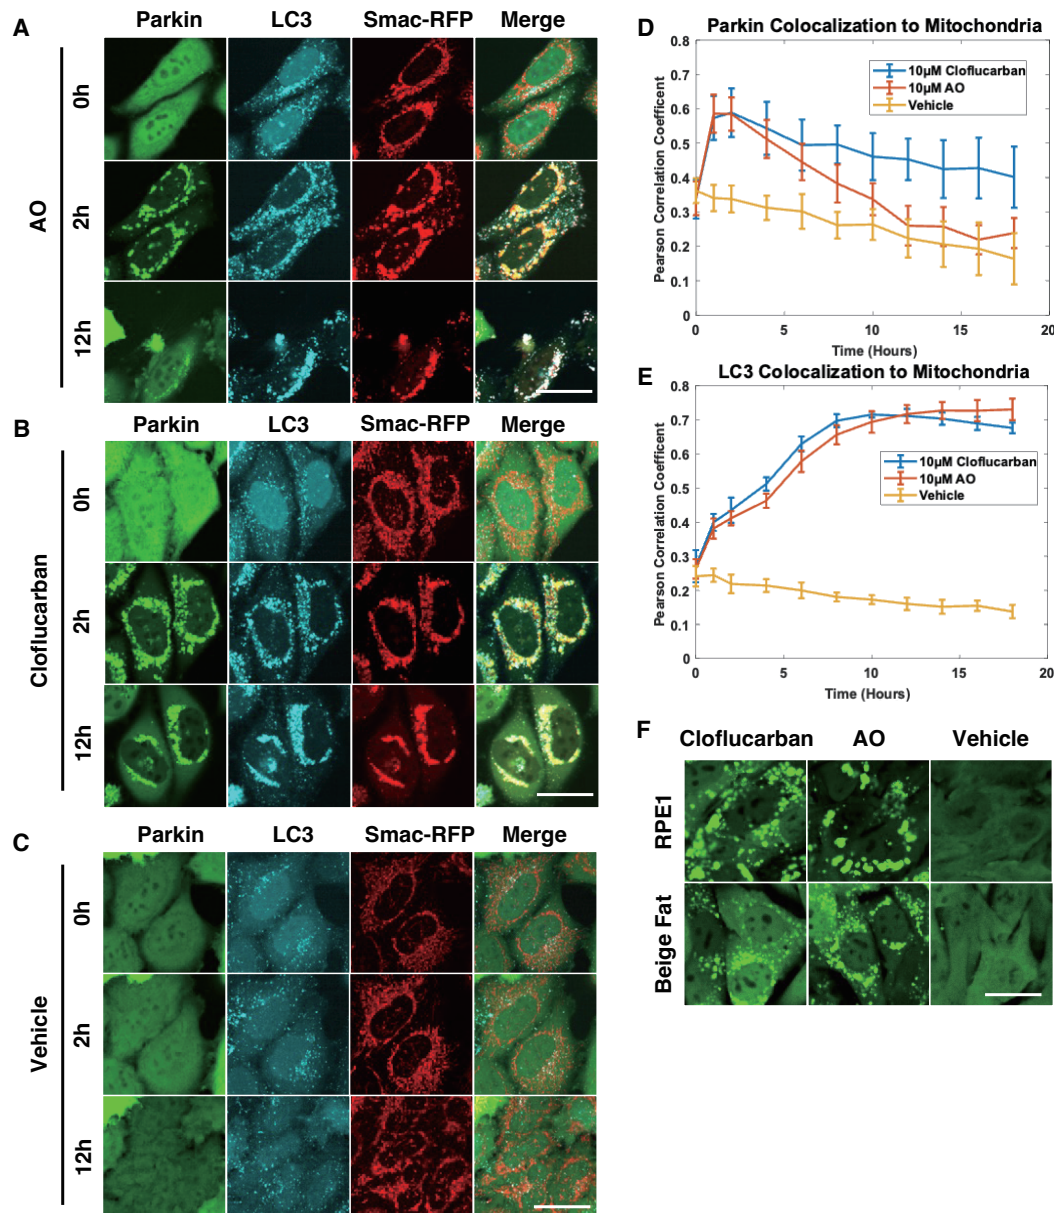 A
Parkin LC3 Smac-RFP Merge
AO
0h
2h
12h
B
Parkin LC3 Smac-RFP Merge
Cloflucarban
0h
2h
12h
C
Parkin LC3 Smac-RFP Merge
Vehicle
0h
2h
12h
D
Parkin Colocalization to Mitochondria
Pearson Correlation Coefficent
0.8
0.7
0.6
0.5
0.4
0.3
0.2
0.1
0
10μM Cloflucarban
10μM AO
Vehicle
0 5 10 15 20
Time (Hours)
E
LC3 Colocalization to Mitochondria
Pearson Correlation Coefficent
0.8
0.7
0.6
0.5
0.4
0.3
0.2
0.1
0
10μM Cloflucarban
10μM AO
Vehicle
0 5 10 15 20
Time (Hours)
F
Cloflucarban AO Vehicle
RPE1
Beige Fat